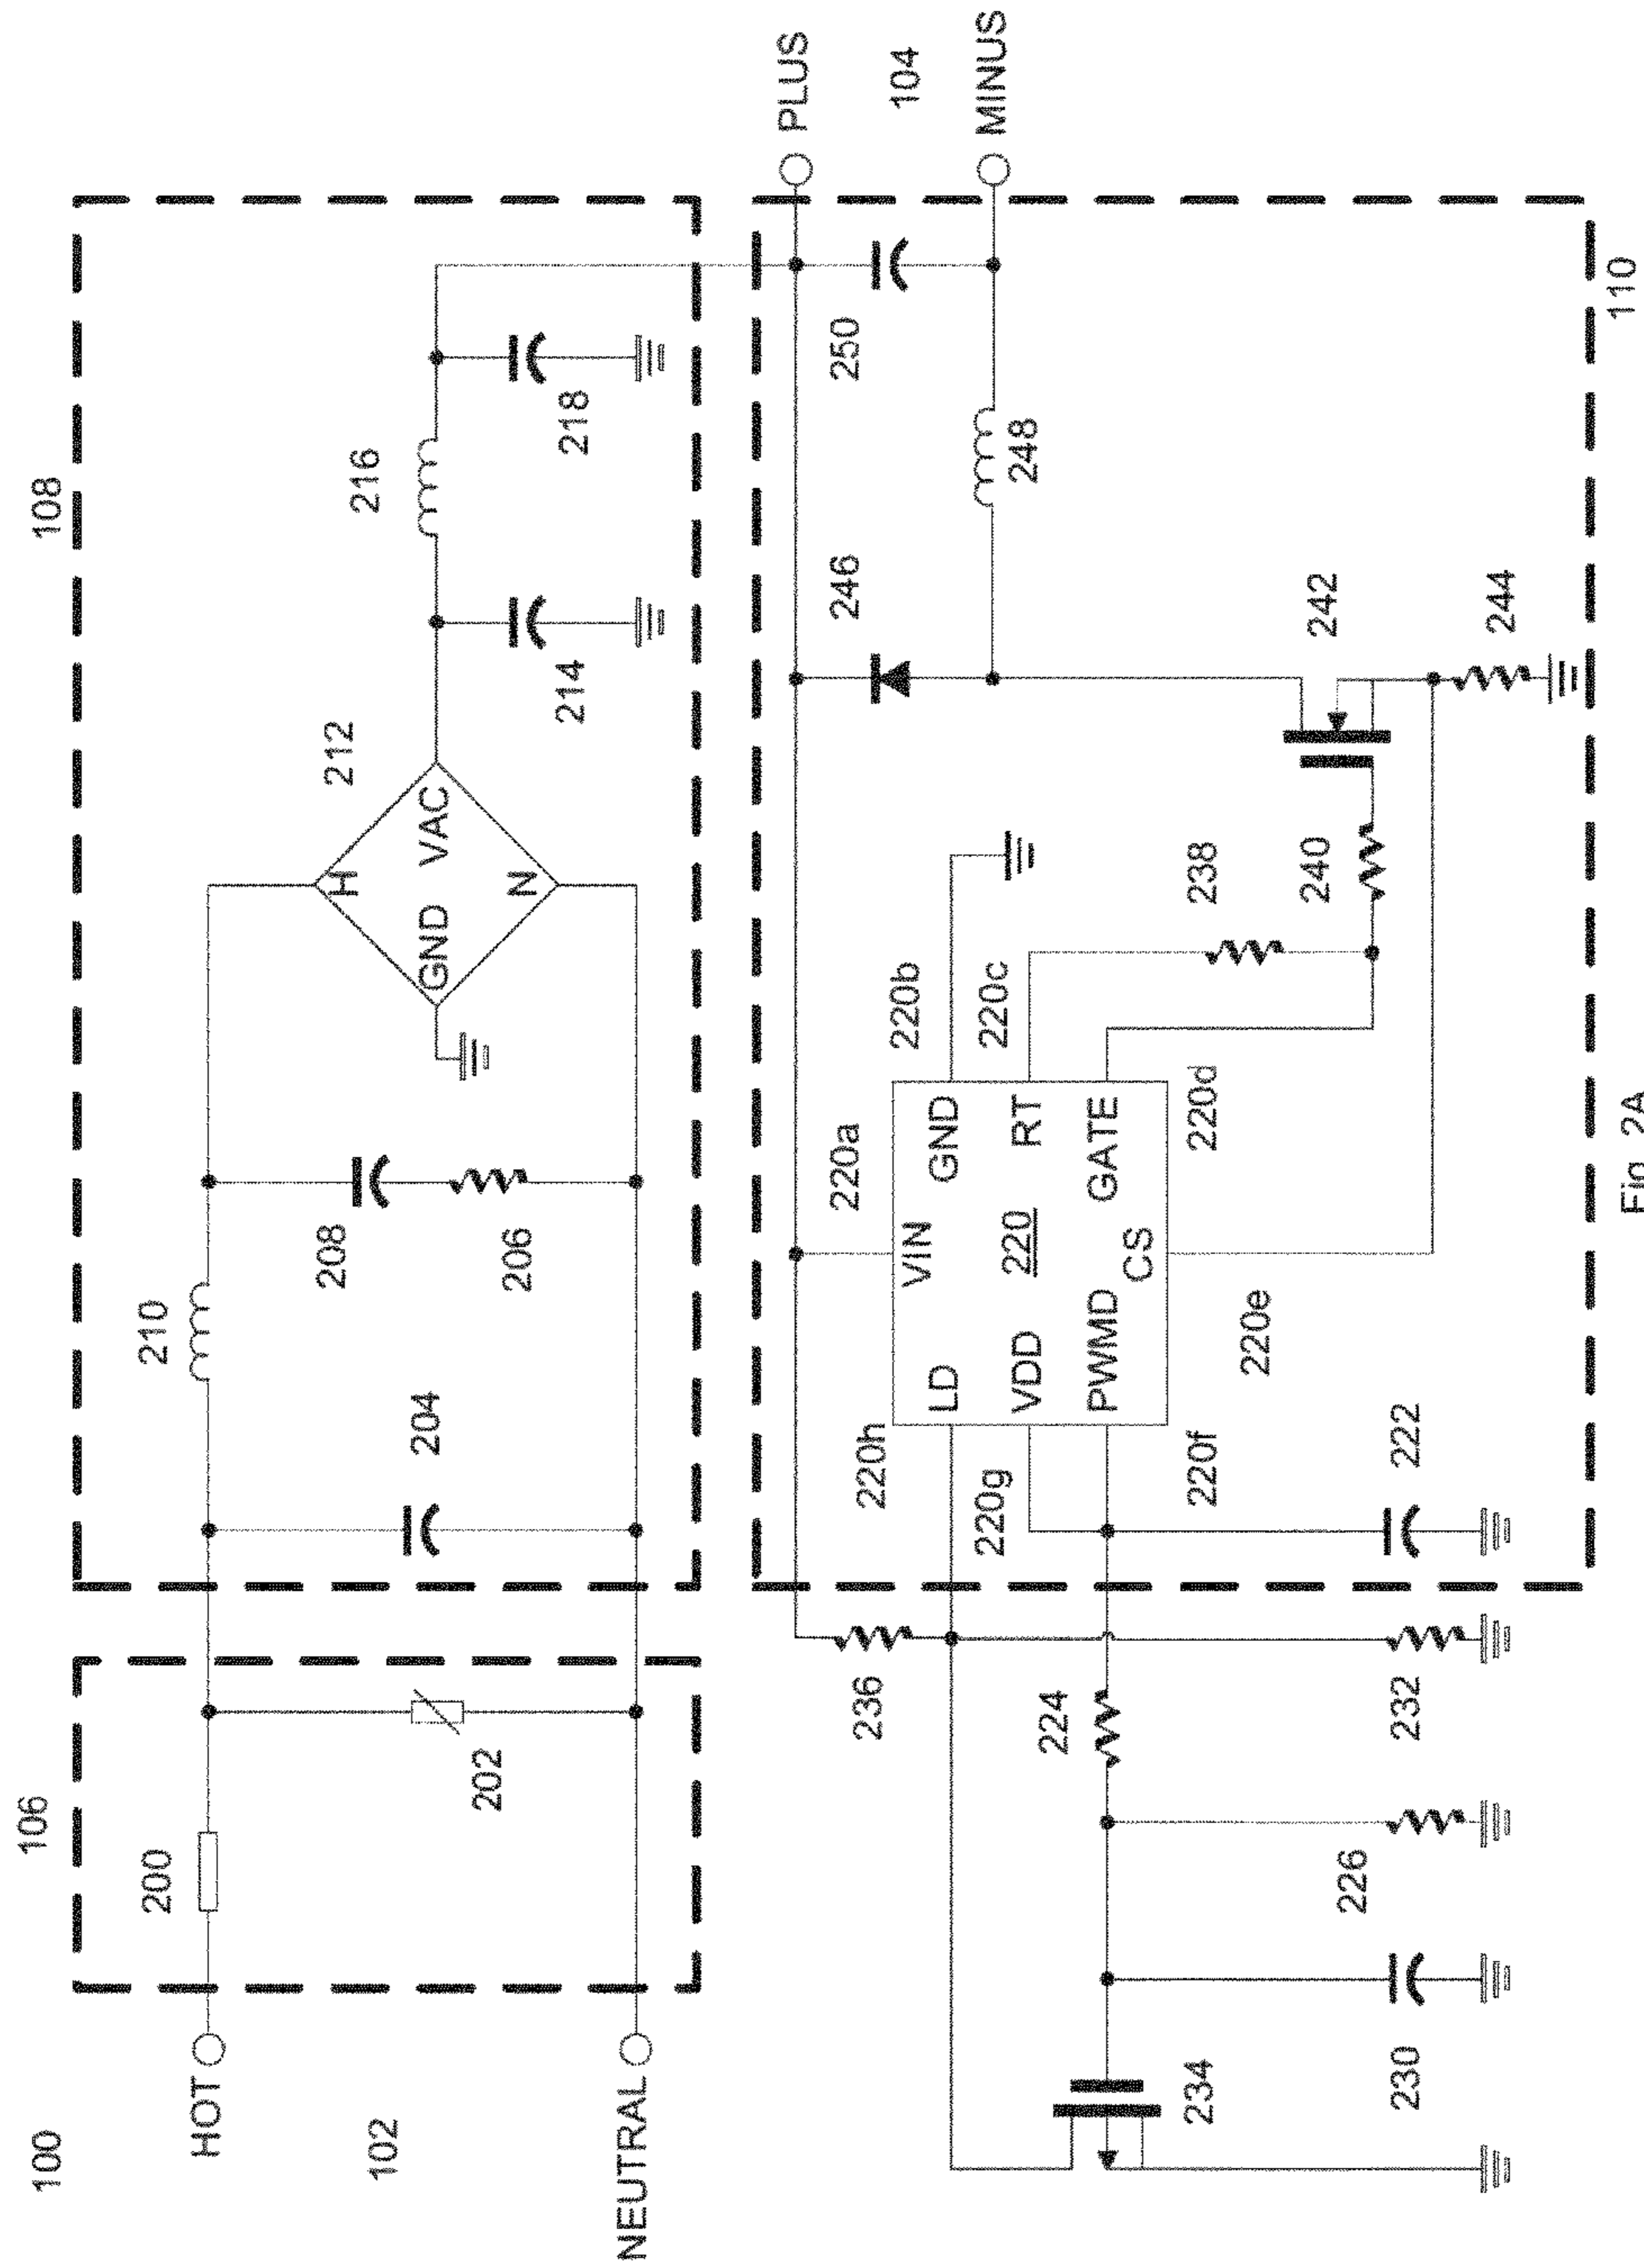 100
106
108
HOT
200
210
212
102
202
204
208
206
H
GND VAC
N
214
216
218
NEUTRAL
PLUS
104
MINUS
236
220h
220a
220b
246
250
LD
VIN
GND
220g
VDD
220
RT
220c
248
224
PWMD
CS
GATE
234
220f
220e
220d
238
230
226
232
222
240
242
244
110
Fig. 2A